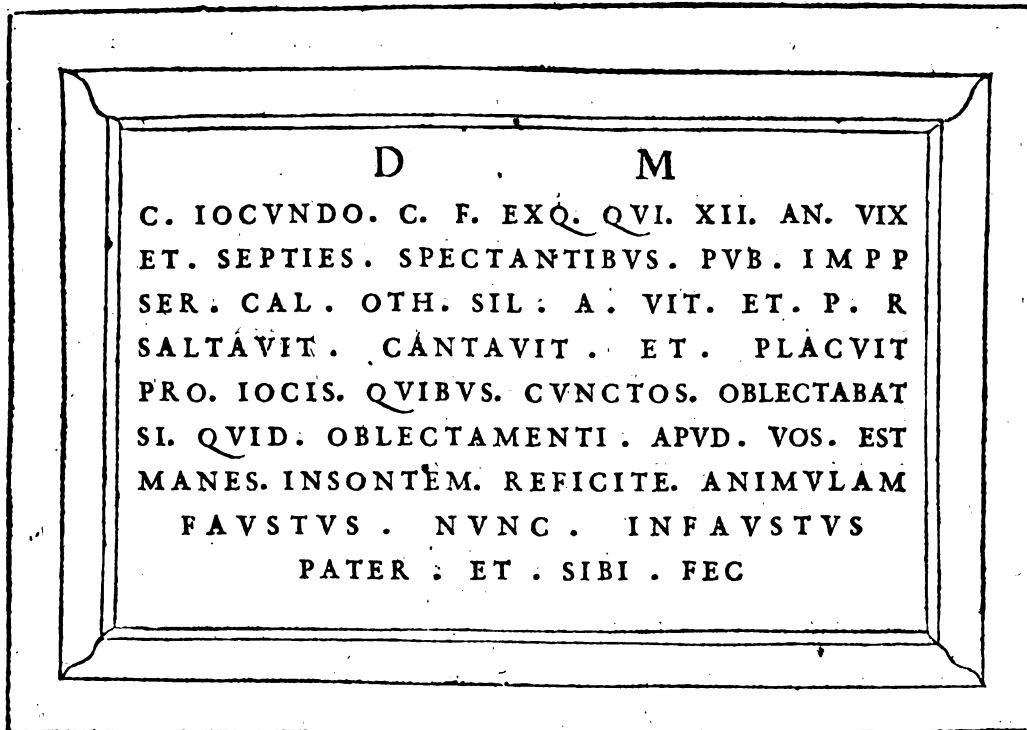 D . M
C. IOCVNDO. C. F. EXQ. QVI. XII. AN. VIX
ET. SEPTIES. SPECTANTIBVS. PVB. IMPP
SER. CAL. OTH. SIL. A. VIT. ET. P. R
SALTAVIT. CANTAVIT. ET. PLACVIT
PRO. IOCIS. QVIBVS. CVNCTOS. OBLECTABAT
SI. QVID. OBLECTAMENTI. APVD. VOS. EST
MANES. INSONTEM. REFICITE. ANIMVLAM
FAVSTVS. NVNC. INFAVSTVS
PATER. ET. SIBI. FEC